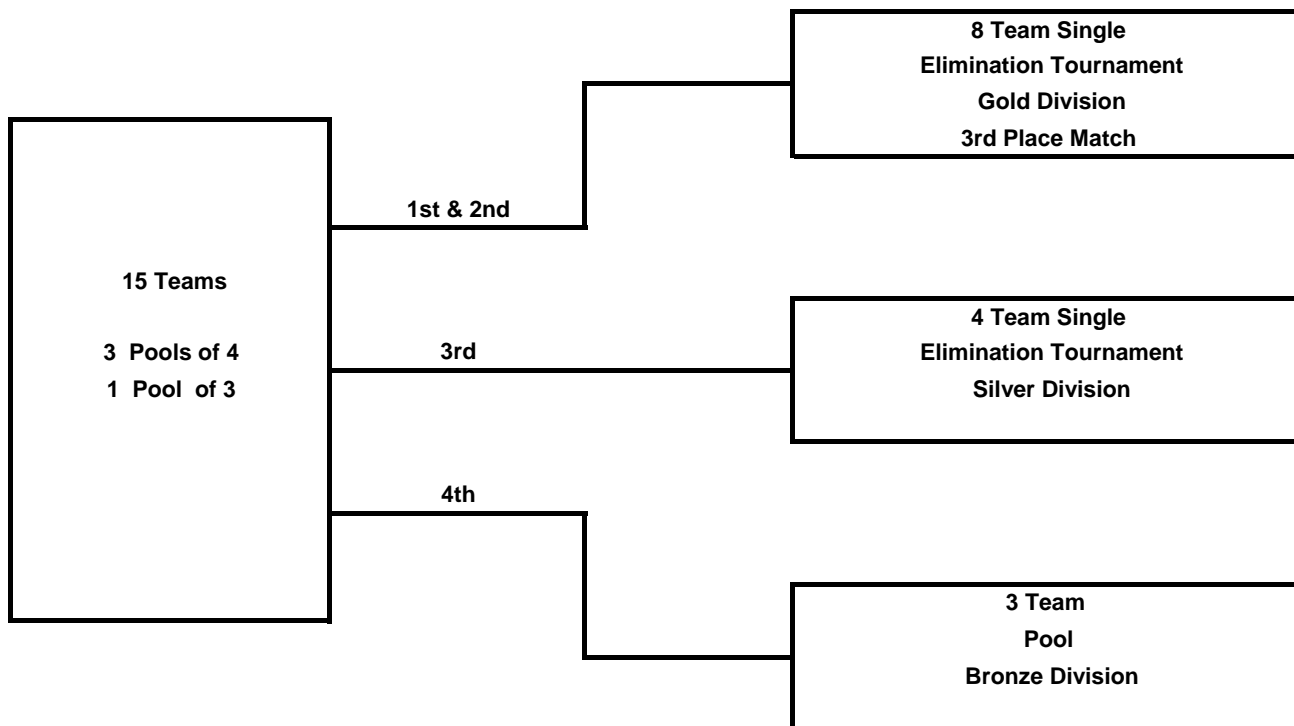 15 Teams
3 Pools of 4
1 Pool of 3
1st & 2nd
3rd
4th
8 Team Single
Elimination Tournament
Gold Division
3rd Place Match
4 Team Single
Elimination Tournament
Silver Division
3 Team
Pool
Bronze Division